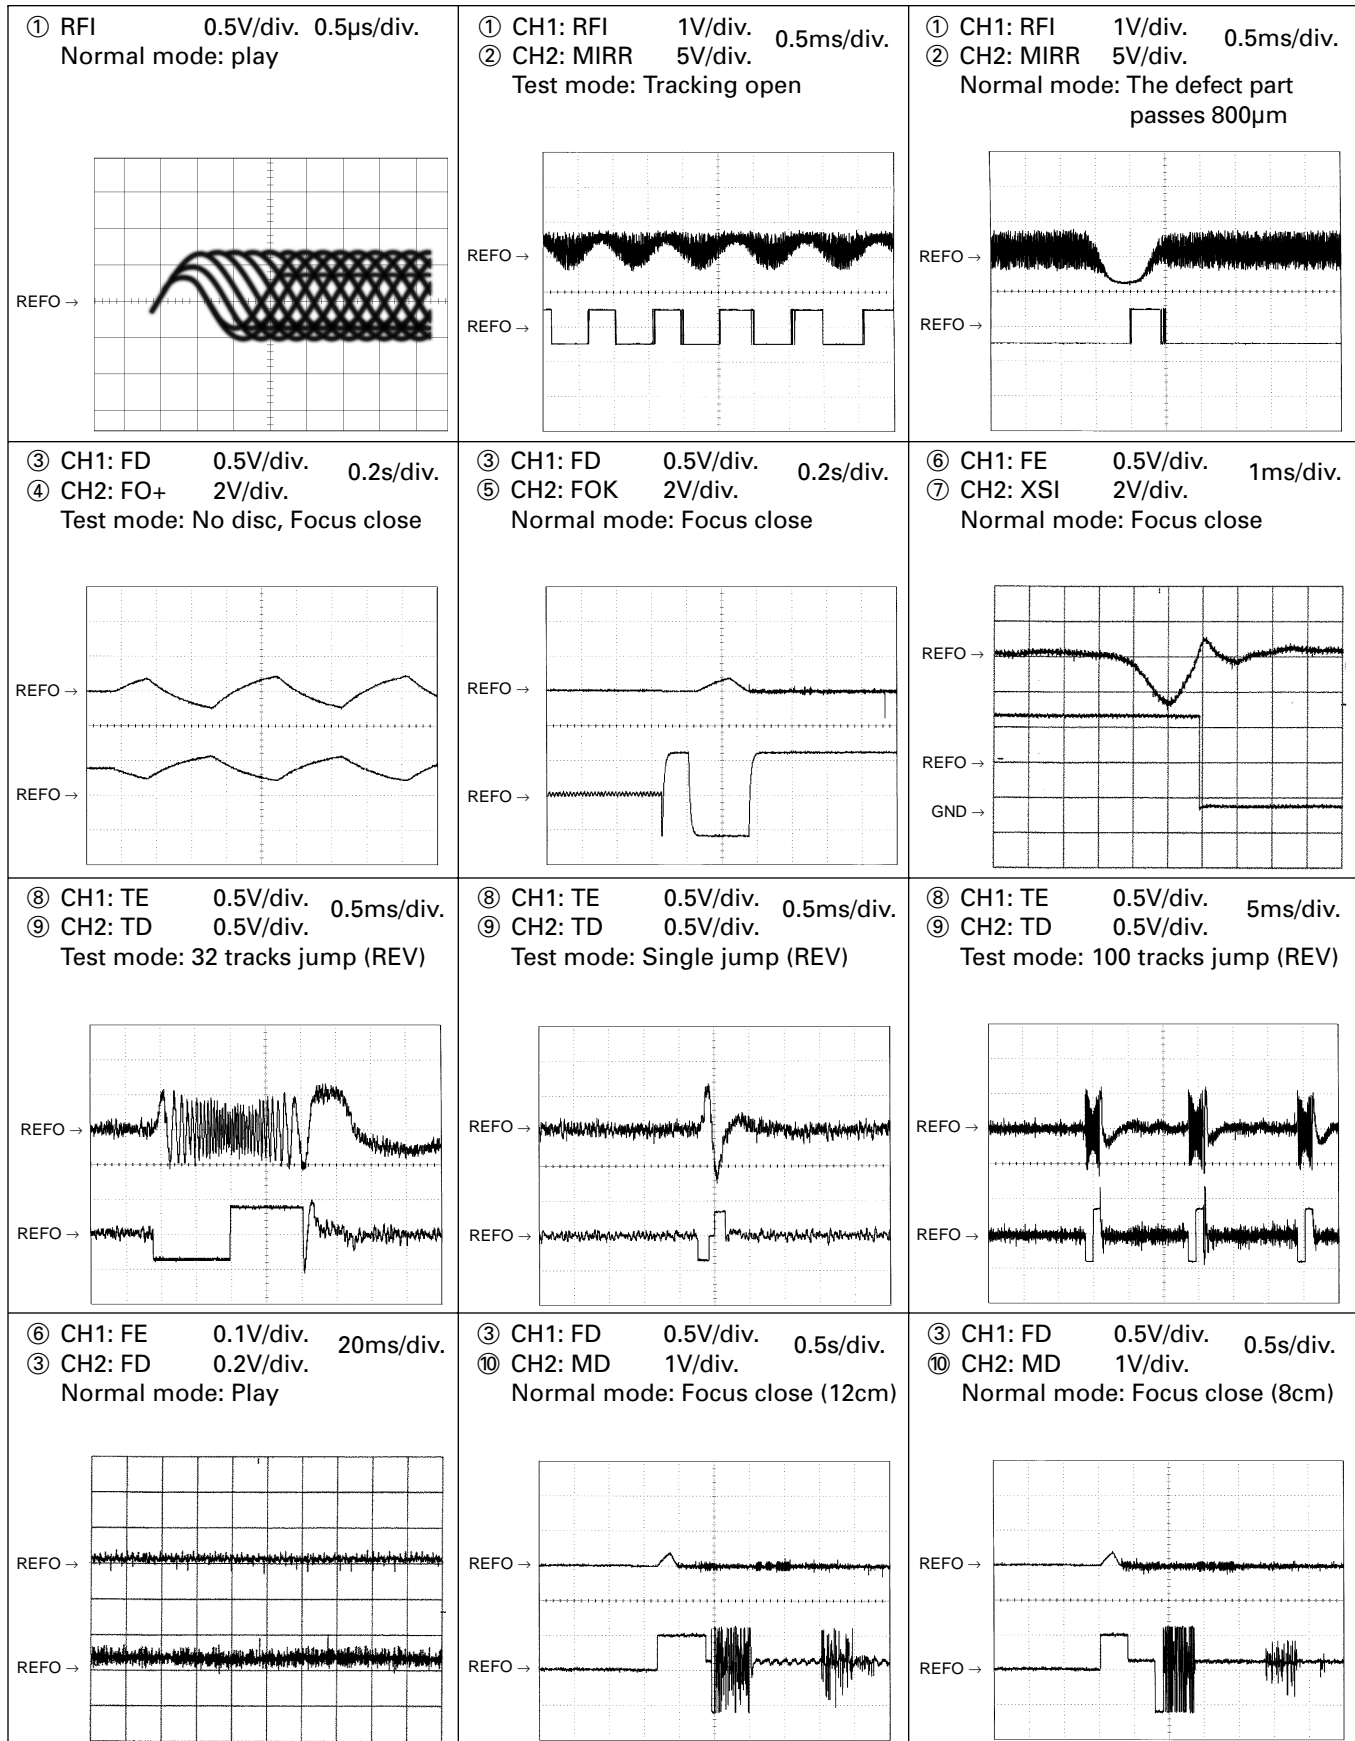 ① RFI 0.5V/div. 0.5µs/div.
Normal mode: play
REFO →
① CH1: RFI 1V/div. 0.5ms/div.
② CH2: MIRR 5V/div.
Test mode: Tracking open
REFO →
REFO →
① CH1: RFI 1V/div. 0.5ms/div.
② CH2: MIRR 5V/div.
Normal mode: The defect part
passes 800µm
REFO →
REFO →
③ CH1: FD 0.5V/div. 0.2s/div.
④ CH2: FO+ 2V/div.
Test mode: No disc, Focus close
REFO →
REFO →
③ CH1: FD 0.5V/div. 0.2s/div.
⑤ CH2: FOK 2V/div.
Normal mode: Focus close
REFO →
REFO →
⑥ CH1: FE 0.5V/div. 1ms/div.
⑦ CH2: XSI 2V/div.
Normal mode: Focus close
REFO →
REFO →
GND →
⑧ CH1: TE 0.5V/div. 0.5ms/div.
⑨ CH2: TD 0.5V/div.
Test mode: 32 tracks jump (REV)
REFO →
REFO →
⑧ CH1: TE 0.5V/div. 0.5ms/div.
⑨ CH2: TD 0.5V/div.
Test mode: Single jump (REV)
REFO →
REFO →
⑧ CH1: TE 0.5V/div. 5ms/div.
⑨ CH2: TD 0.5V/div.
Test mode: 100 tracks jump (REV)
REFO →
REFO →
⑥ CH1: FE 0.1V/div. 20ms/div.
③ CH2: FD 0.2V/div.
Normal mode: Play
REFO →
REFO →
③ CH1: FD 0.5V/div. 0.5s/div.
⑩ CH2: MD 1V/div.
Normal mode: Focus close (12cm)
REFO →
REFO →
③ CH1: FD 0.5V/div. 0.5s/div.
⑩ CH2: MD 1V/div.
Normal mode: Focus close (8cm)
REFO →
REFO →